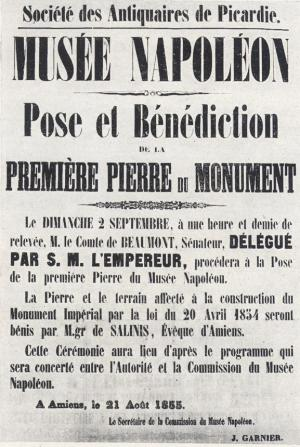 Société des Antiquaires de Picardie.
MUSÉE NAPOLÉON
Pose et Bénédiction
DE LA
PREMIÈRE PIERRE DU MONUMENT
Le DIMANCHE 2 SEPTEMBRE, à une heure et demie de
relevée, M. le Comte de BEAUMONT, Sénateur, DÉLÉGUÉ
PAR S. M. L'EMPEREUR, procédera à la Pose
de la première Pierre du Musée Napoléon.
La Pierre et le terrain affecté à la construction du
Monument Impérial par la loi du 20 Avril 1854 seront
bénis par M.gr de SALINIS, Évêque d'Amiens.
Cette Cérémonie aura lieu d'après le programme qui
sera concerté entre l'Autorité et la Commission du Musée
Napoléon.
A Amiens, le 21 Août 1855.
Le Secrétaire de la Commission du Musée Napoléon.
J. GARNIER.